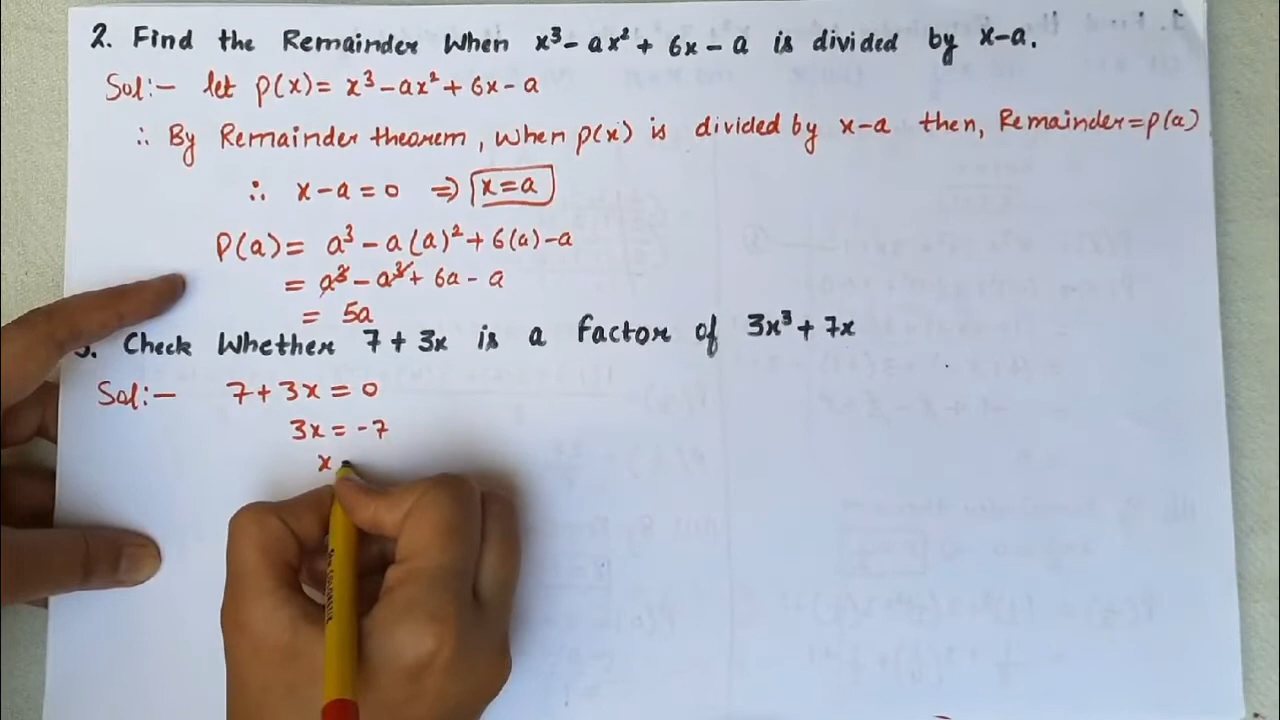 2. Find the Remainder when x³ - ax² + 6x - a is divided by x-a.
Sol:- let p(x) = x³ - ax² + 6x - a
∴ By Remainder theorem, when p(x) is divided by x-a then, Remainder = p(a)
∴ x - a = 0 ⇒ x = a
P(a) = a³ - a(a)² + 6(a) - a
= a³ - a³ + 6a - a
= 5a
3. Check whether 7 + 3x is a factor of 3x³ + 7x
Sol:- 7 + 3x = 0
3x = -7
x